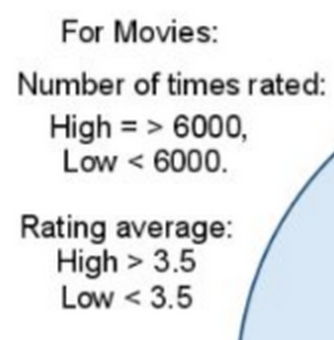 For Movies:
Number of times rated:
High = > 6000,
Low < 6000.
Rating average:
High > 3.5
Low < 3.5